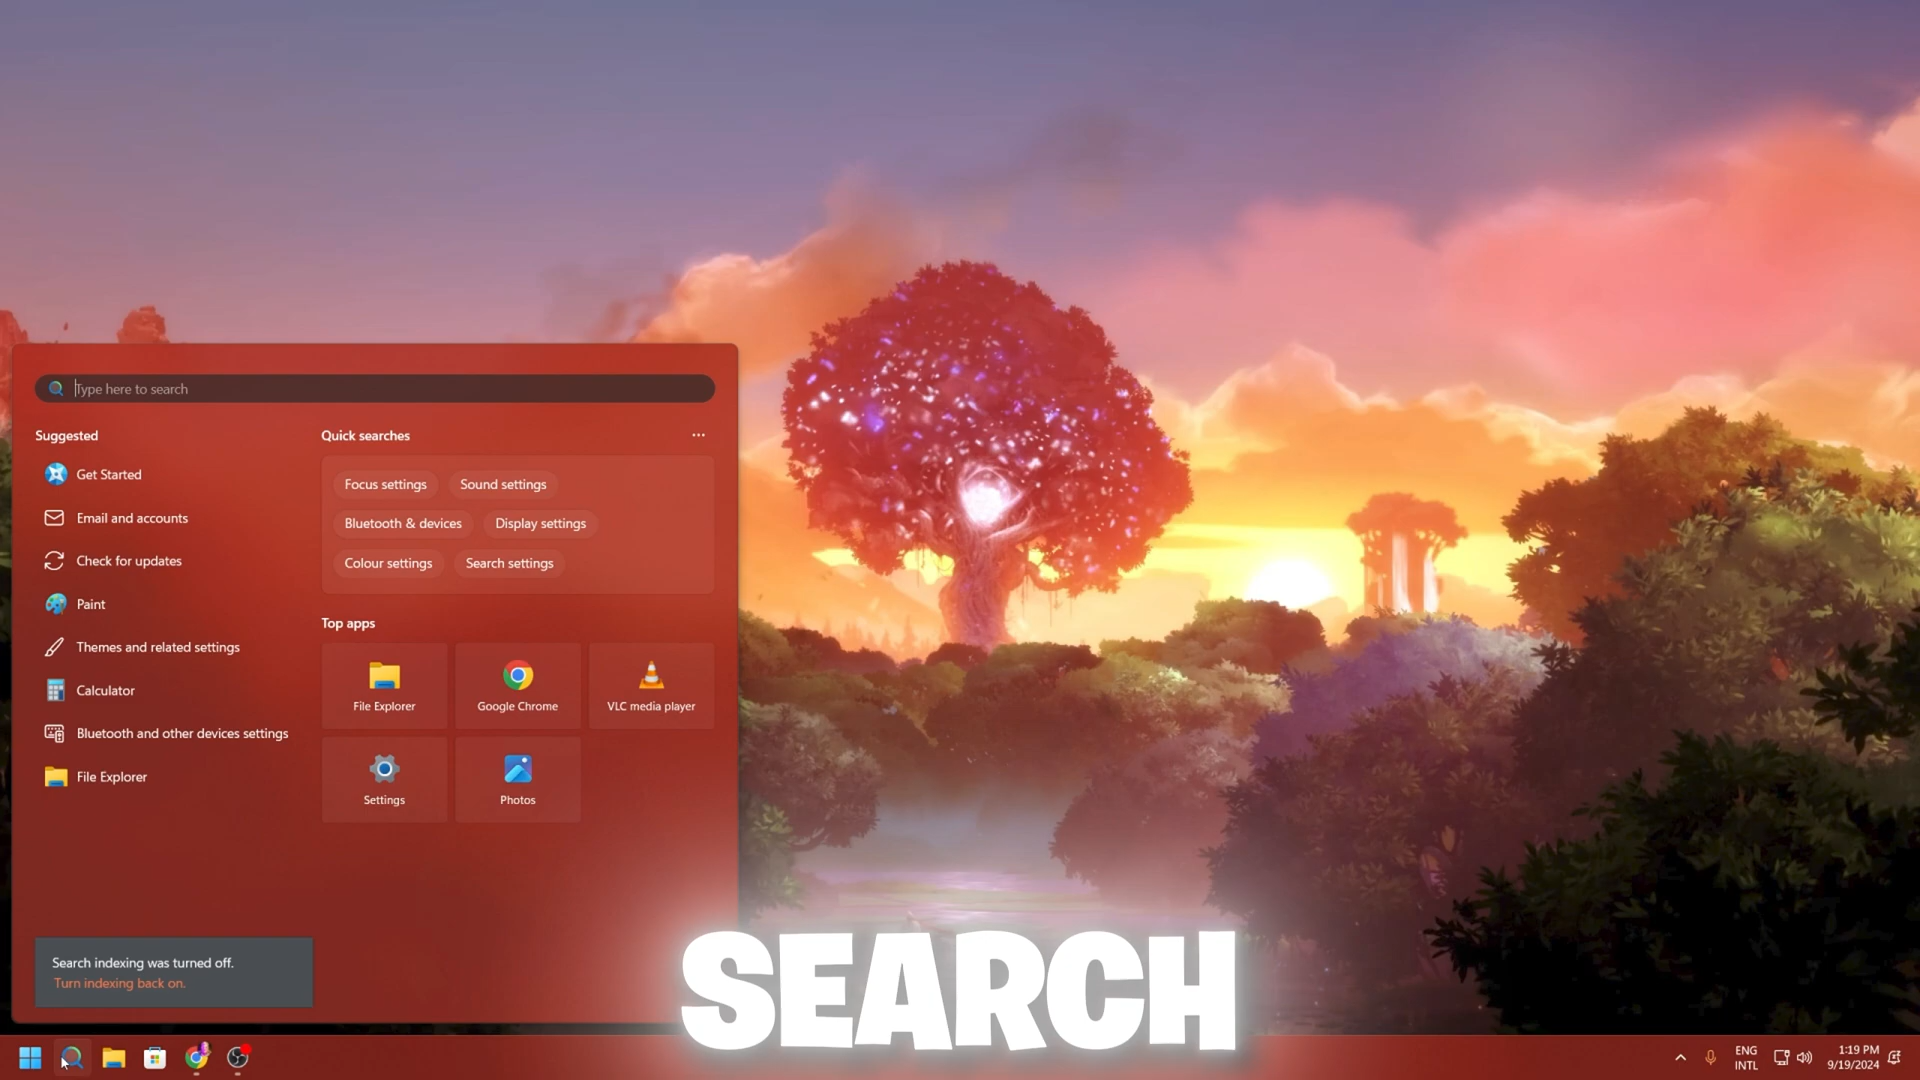 Type here to search
Suggested
Get Started
Email and accounts
Check for updates
Paint
Themes and related settings
Calculator
Bluetooth and other devices settings
File Explorer
Quick searches
Focus settings
Sound settings
Bluetooth & devices
Display settings
Colour settings
Search settings
Top apps
File Explorer
Google Chrome
VLC media player
Settings
Photos
Search indexing was turned off.
Turn indexing back on.
SEARCH
ENG
INTL
1:19 PM
9/19/2024